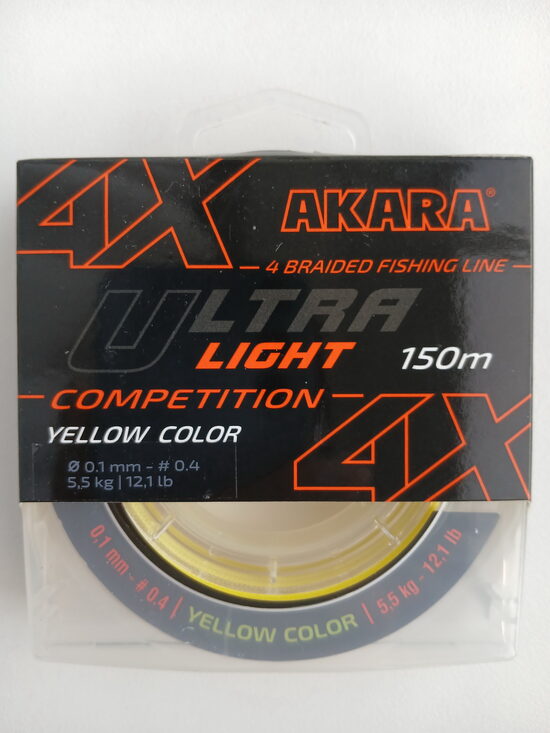 4X
AKARA®
4 BRAIDED FISHING LINE
ULTRA
LIGHT
150m
COMPETITION
4X
YELLOW COLOR
Ø 0.1 mm - # 0.4
5,5 kg | 12,1 lb
0,1 mm - # 0.4 | YELLOW COLOR | 5,5 kg - 12,1 lb